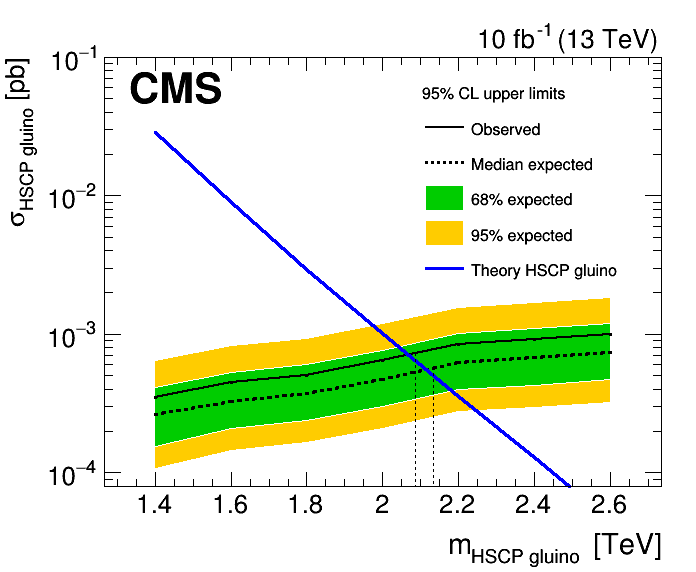 10 fb⁻¹ (13 TeV)
CMS
95% CL upper limits
Observed
Median expected
68% expected
95% expected
Theory HSCP gluino
σ_HSCP gluino [pb]
10⁻¹
10⁻²
10⁻³
10⁻⁴
1.4 1.6 1.8 2 2.2 2.4 2.6
m_HSCP gluino [TeV]